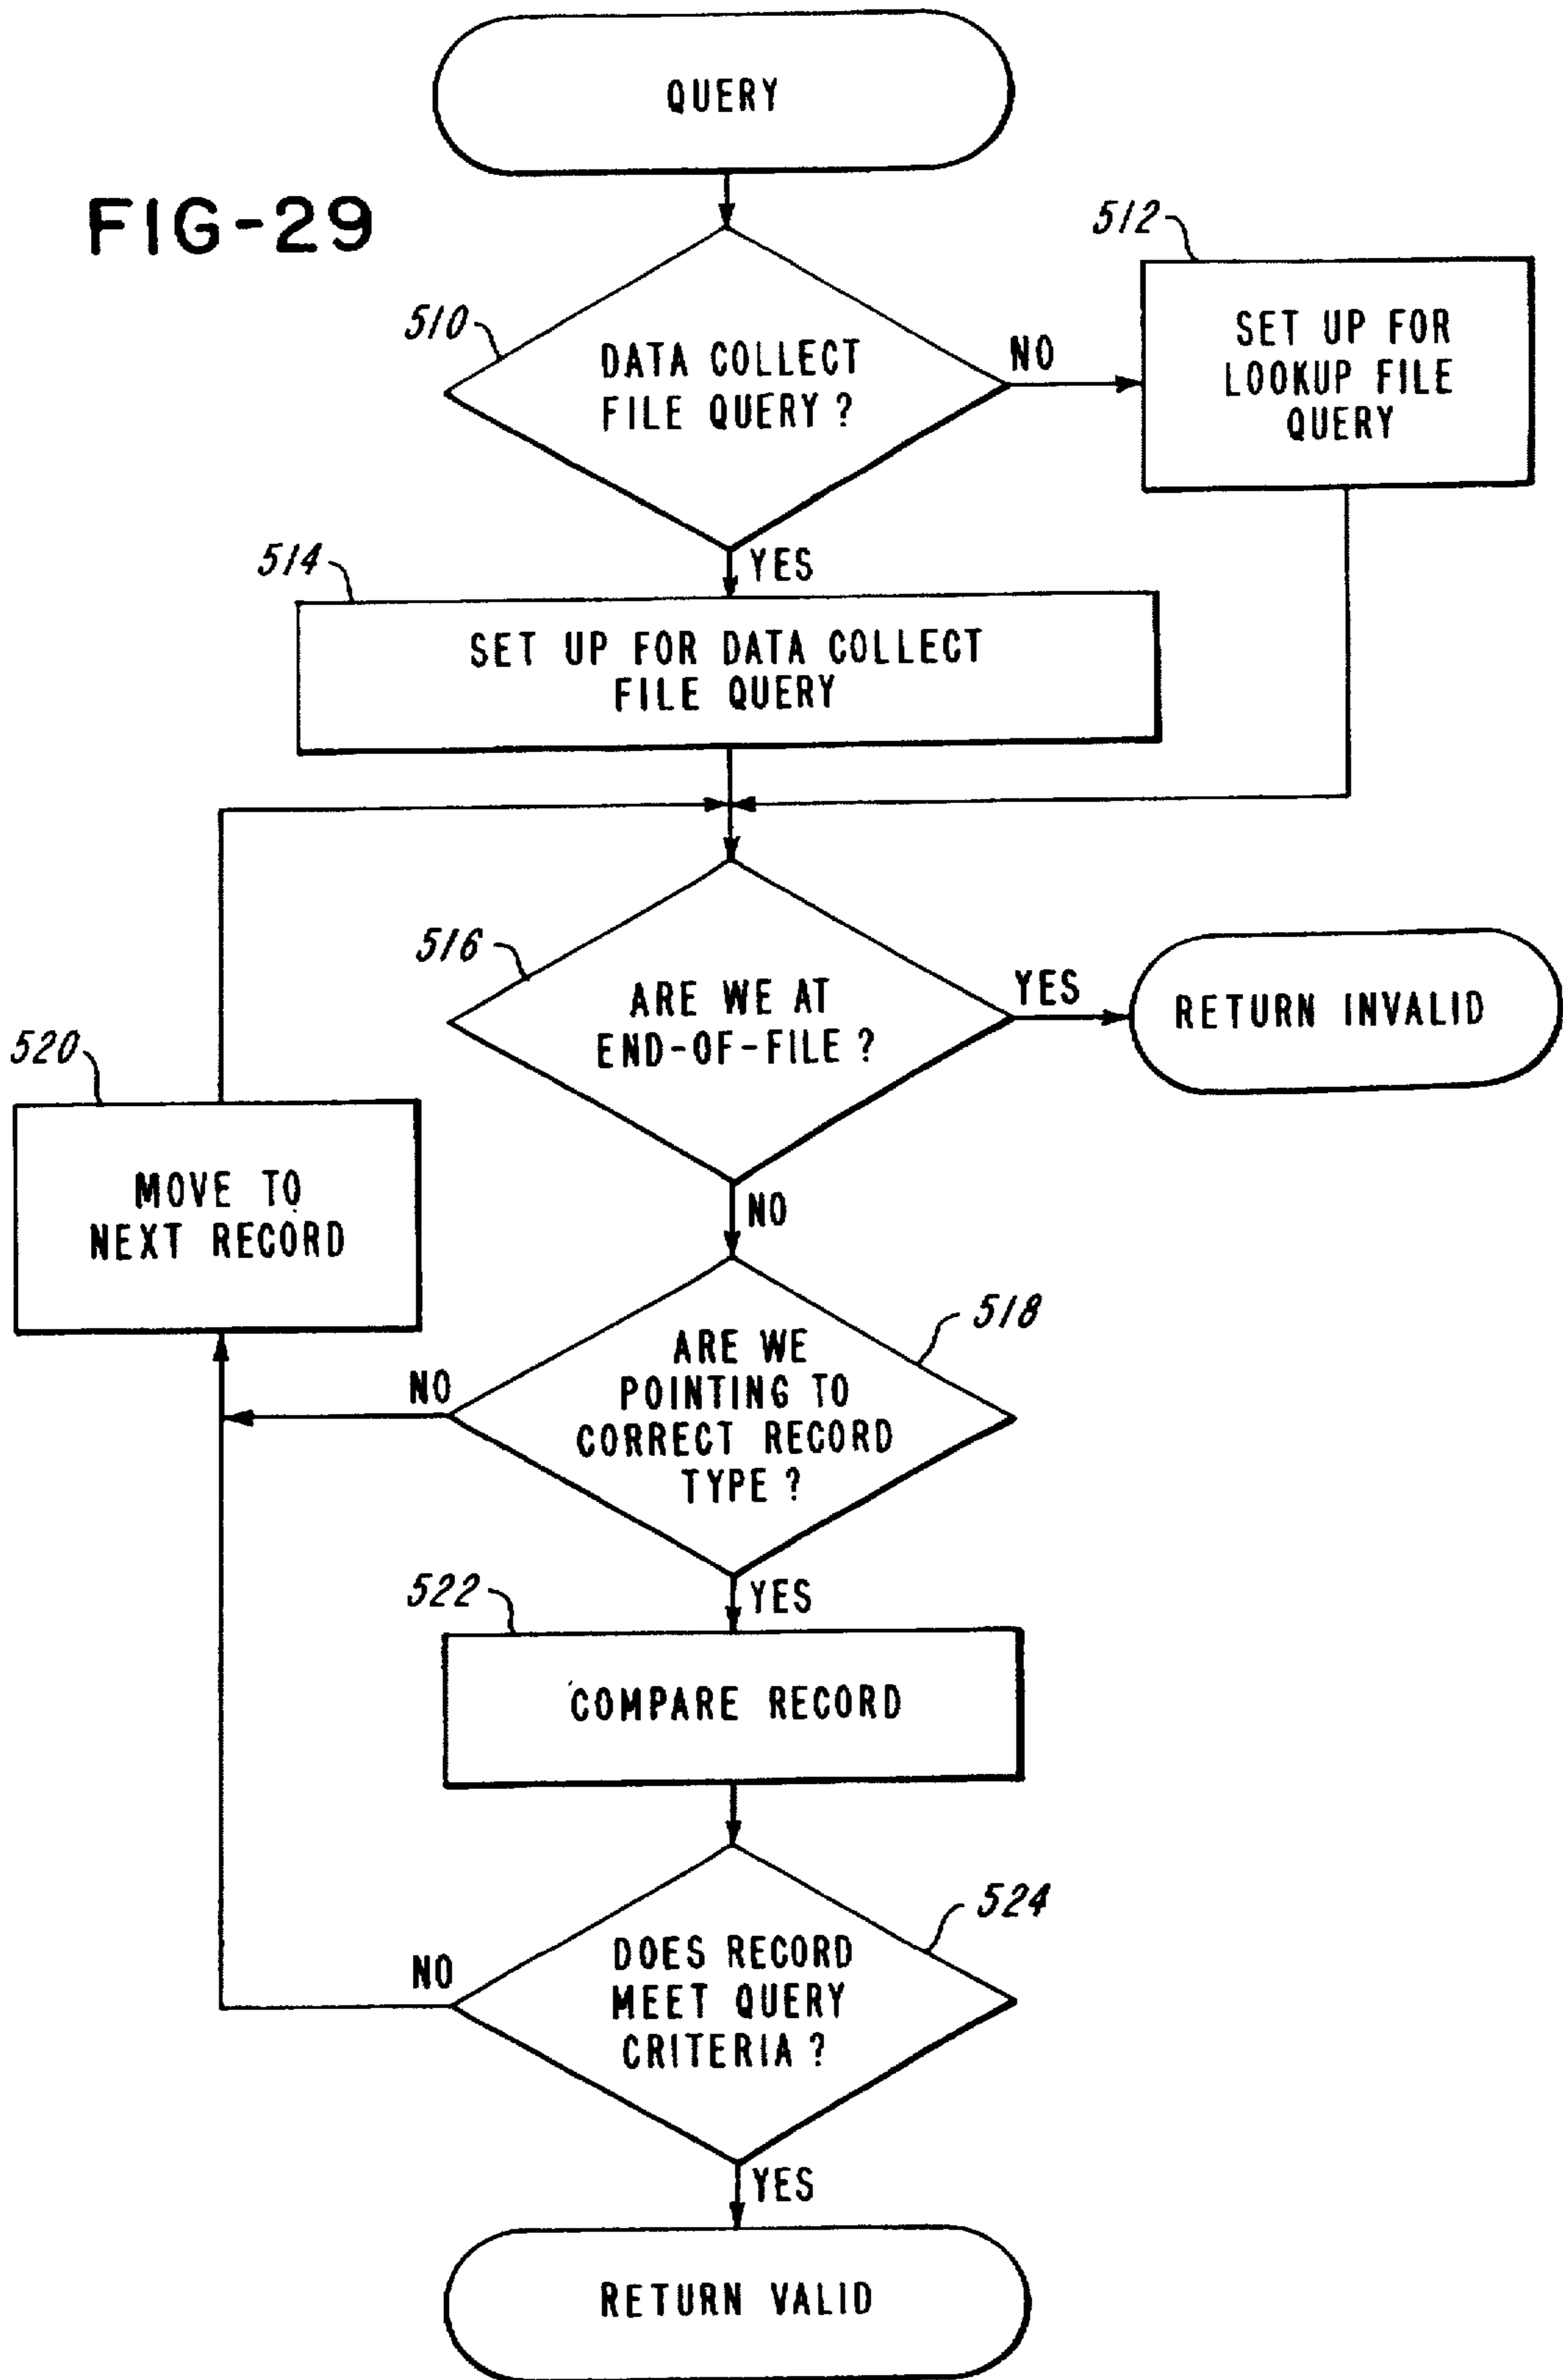 QUERY
FIG-29
512
510
DATA COLLECT
FILE QUERY?
NO
SET UP FOR
LOOKUP FILE
QUERY
YES
514
SET UP FOR DATA COLLECT
FILE QUERY
516
ARE WE AT
END-OF-FILE?
YES
RETURN INVALID
520
MOVE TO
NEXT RECORD
NO
518
ARE WE
POINTING TO
CORRECT RECORD
TYPE?
NO
YES
522
COMPARE RECORD
524
DOES RECORD
MEET QUERY
CRITERIA?
NO
YES
RETURN VALID